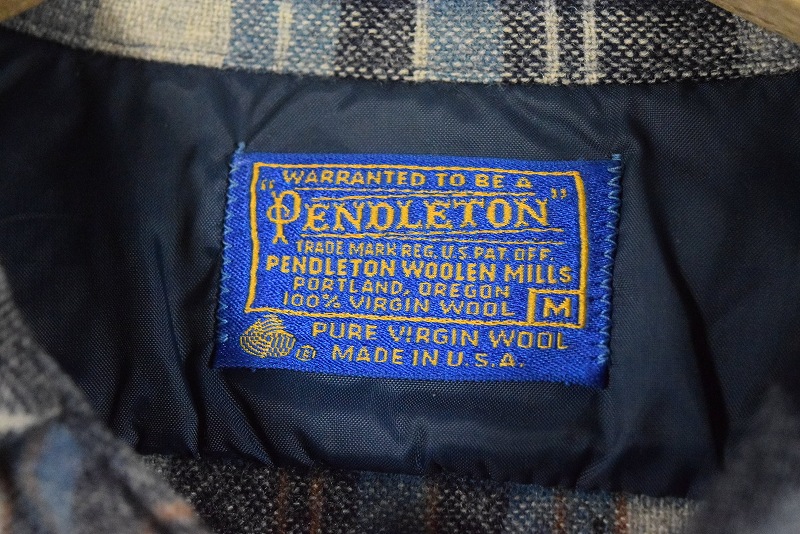 WARRANTED TO BE A
"PENDLETON"
TRADE MARK REG. U.S. PAT. OFF.
PENDLETON WOOLEN MILLS
PORTLAND, OREGON
100% VIRGIN WOOL M
PURE VIRGIN WOOL
® MADE IN U.S.A.